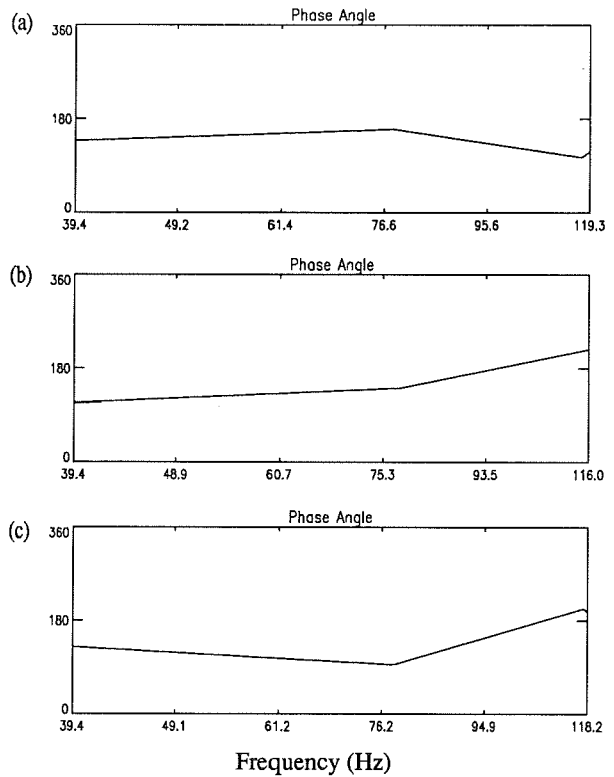 (a)
Phase Angle
360
180
0
39.4 49.2 61.4 76.6 95.6 119.3
(b)
Phase Angle
360
180
0
39.4 48.9 60.7 75.3 93.5 116.0
(c)
Phase Angle
360
180
0
39.4 49.1 61.2 76.2 94.9 118.2
Frequency (Hz)